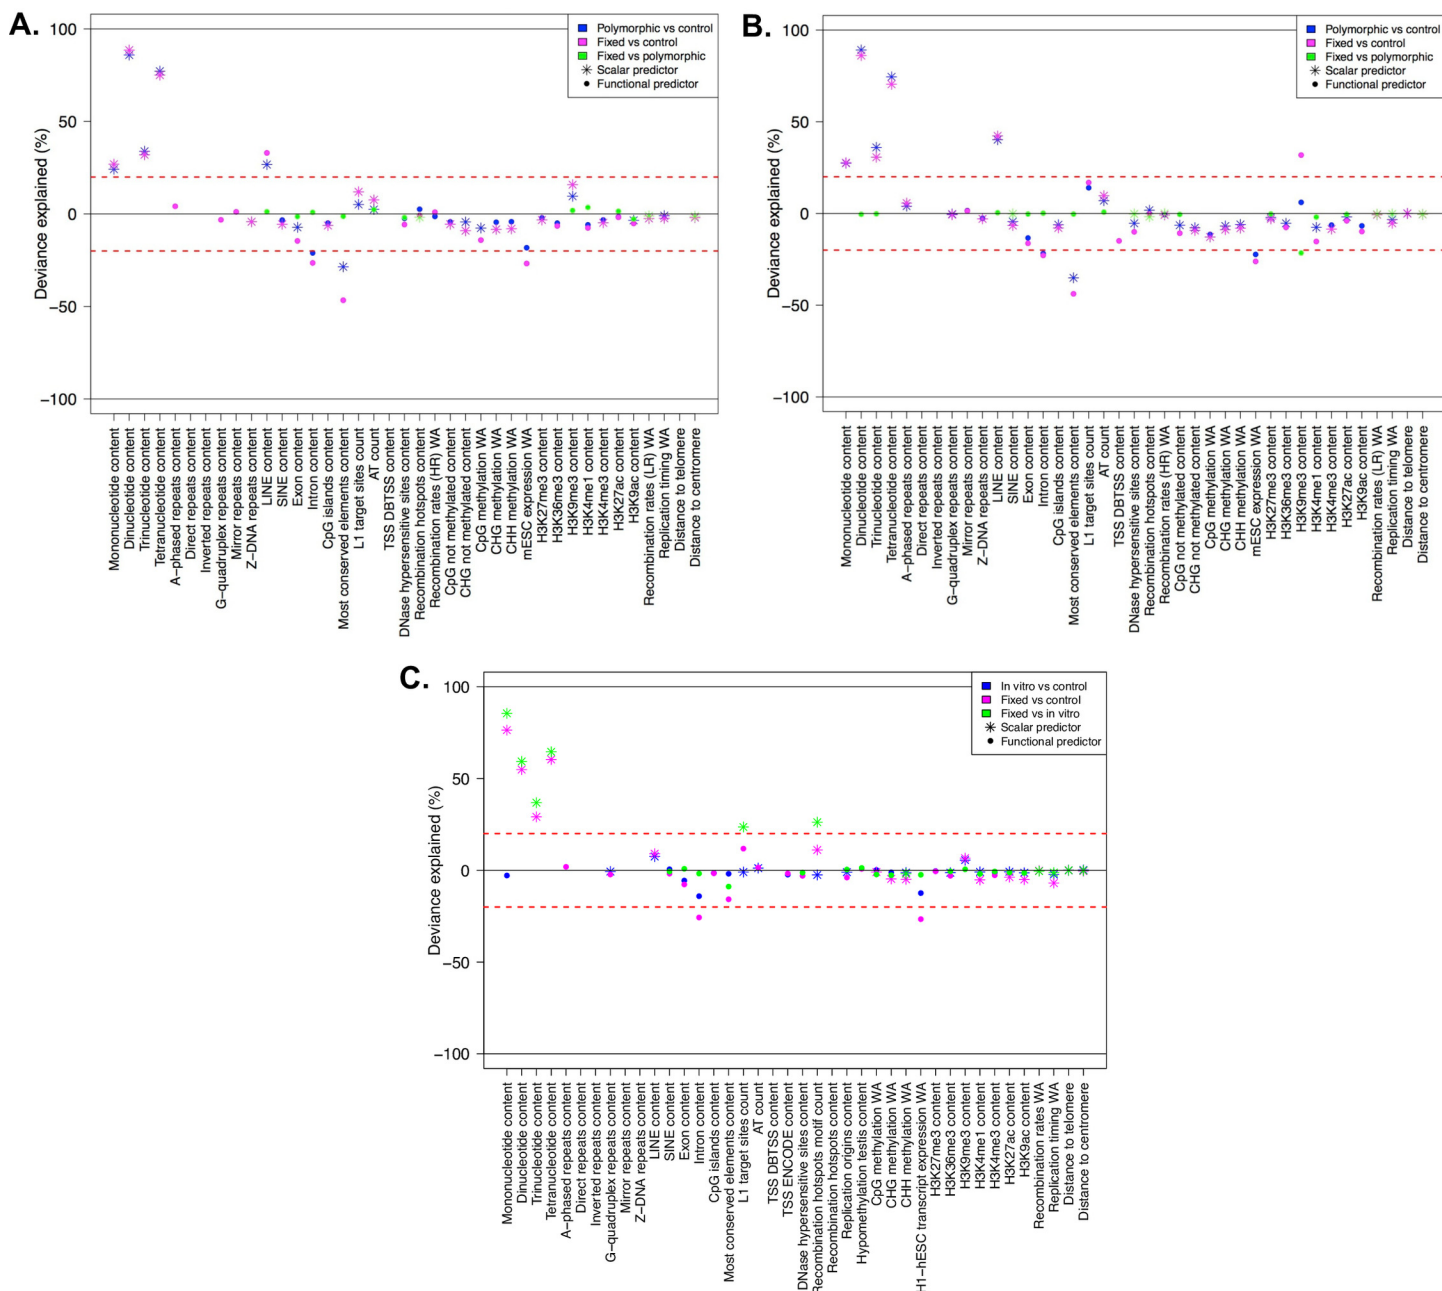 A.
100
50
0
−50
−100
Deviance explained (%)
Polymorphic vs control
Fixed vs control
Fixed vs polymorphic
Scalar predictor
Functional predictor
Mononucleotide content
Dinucleotide content
Trinucleotide content
Tetranucleotide content
A−phased repeats content
Direct repeats content
Inverted repeats content
G−quadruplex repeats content
Mirror repeats content
Z−DNA repeats content
LINE content
SINE content
Exon content
Intron content
CpG islands content
Most conserved elements content
L1 target sites count
AT count
TSS DBTSS content
DNase hypersensitive sites content
Recombination hotspots content
Recombination rates (HR) WA
CpG not methylated content
CHG not methylated content
CpG methylation WA
CHG methylation WA
CHH methylation WA
mESC expression WA
H3K27me3 content
H3K36me3 content
H3K9me3 content
H3K4me1 content
H3K4me3 content
H3K27ac content
H3K9ac content
Recombination rates (LR) WA
Replication timing WA
Distance to telomere
Distance to centromere
B.
100
50
0
−50
−100
Deviance explained (%)
Polymorphic vs control
Fixed vs control
Fixed vs polymorphic
Scalar predictor
Functional predictor
Mononucleotide content
Dinucleotide content
Trinucleotide content
Tetranucleotide content
A−phased repeats content
Direct repeats content
Inverted repeats content
G−quadruplex repeats content
Mirror repeats content
Z−DNA repeats content
LINE content
SINE content
Exon content
Intron content
CpG islands content
Most conserved elements content
L1 target sites count
AT count
TSS DBTSS content
DNase hypersensitive sites content
Recombination hotspots content
Recombination rates (HR) WA
CpG not methylated content
CHG not methylated content
CpG methylation WA
CHG methylation WA
CHH methylation WA
mESC expression WA
H3K27me3 content
H3K36me3 content
H3K9me3 content
H3K4me1 content
H3K4me3 content
H3K27ac content
H3K9ac content
Recombination rates (LR) WA
Replication timing WA
Distance to telomere
Distance to centromere
C.
100
50
0
−50
−100
Deviance explained (%)
In vitro vs control
Fixed vs control
Fixed vs in vitro
Scalar predictor
Functional predictor
Mononucleotide content
Dinucleotide content
Trinucleotide content
Tetranucleotide content
A−phased repeats content
Direct repeats content
Inverted repeats content
G−quadruplex repeats content
Mirror repeats content
Z−DNA repeats content
LINE content
SINE content
Exon content
Intron content
CpG islands content
Most conserved elements content
L1 target sites count
AT count
TSS DBTSS content
TSS ENCODE content
DNase hypersensitive sites content
Recombination hotspots motif count
Recombination hotspots content
Replication origins content
Hypomethylation testis content
CpG methylation WA
CHG methylation WA
CHH methylation WA
H1−hESC transcript expression WA
H3K27me3 content
H3K36me3 content
H3K9me3 content
H3K4me1 content
H3K4me3 content
H3K27ac content
H3K9ac content
Recombination rates WA
Replication timing WA
Distance to telomere
Distance to centromere